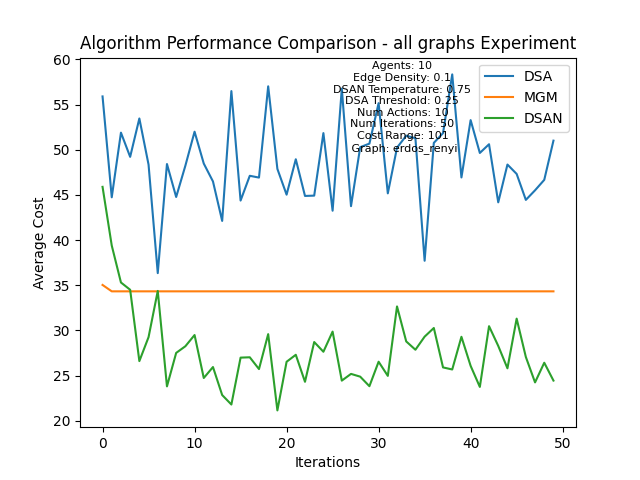 Algorithm Performance Comparison - all graphs Experiment
Agents: 10
Edge Density: 0.1
DSAN Temperature: 0.75
DSA Threshold: 0.25
Num Actions: 10
Num Iterations: 50
Cost Range: 101
Graph: erdos_renyi
DSA
MGM
DSAN
Average Cost
60
55
50
45
40
35
30
25
20
0
10
20
30
40
50
Iterations